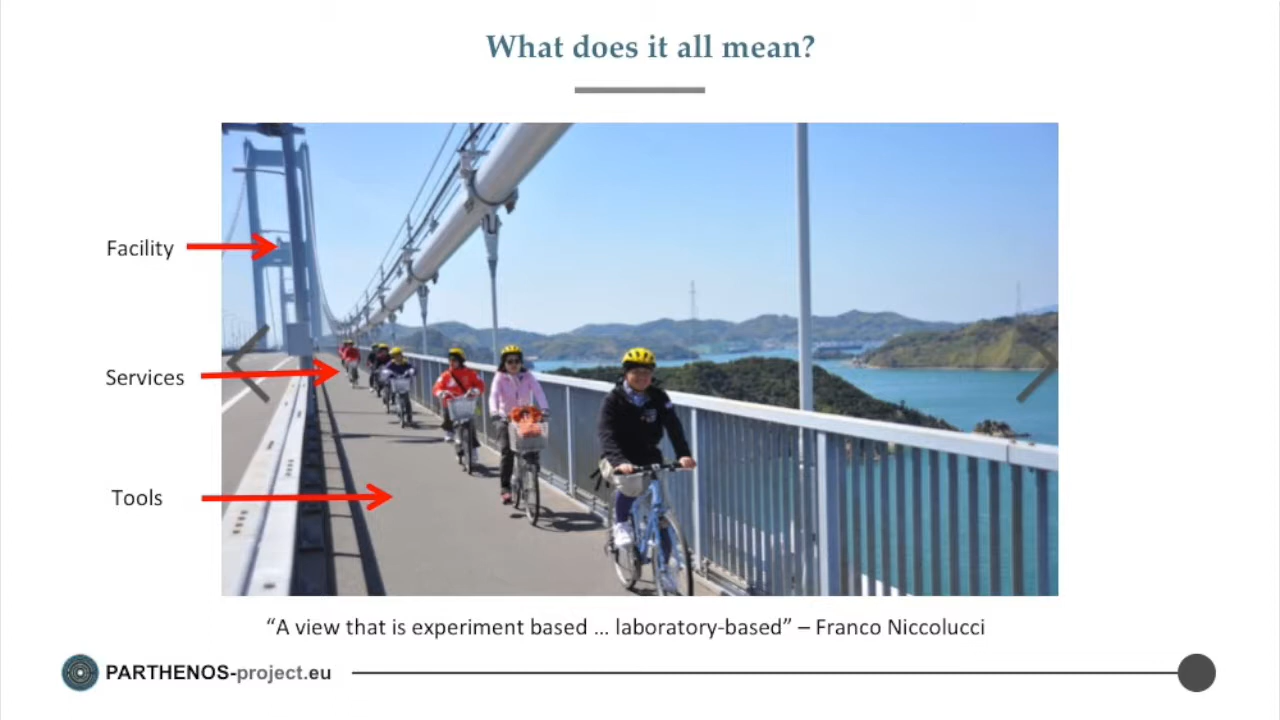 What does it all mean?
Facility
Services
Tools
“A view that is experiment based … laboratory-based” – Franco Niccolucci
PARTHENOS-project.eu